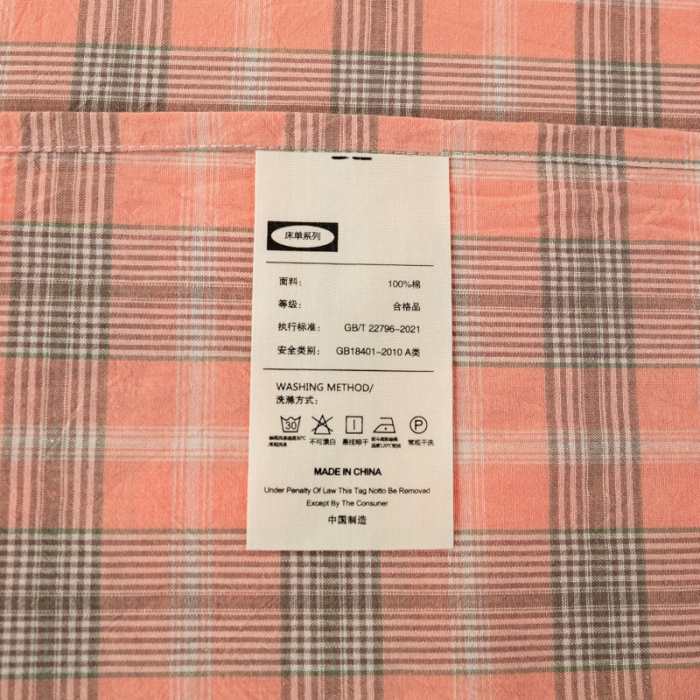 床单系列
面料： 100%棉
等级： 合格品
执行标准： GB/T 22796-2021
安全类别： GB18401-2010 A类
WASHING METHOD/
洗涤方式：
30
不可漂白 悬挂晾干 常规干洗
P
MADE IN CHINA
Under Penalty Of Law This Tag Notto Be Removad
Except By The Consuner
中国制造